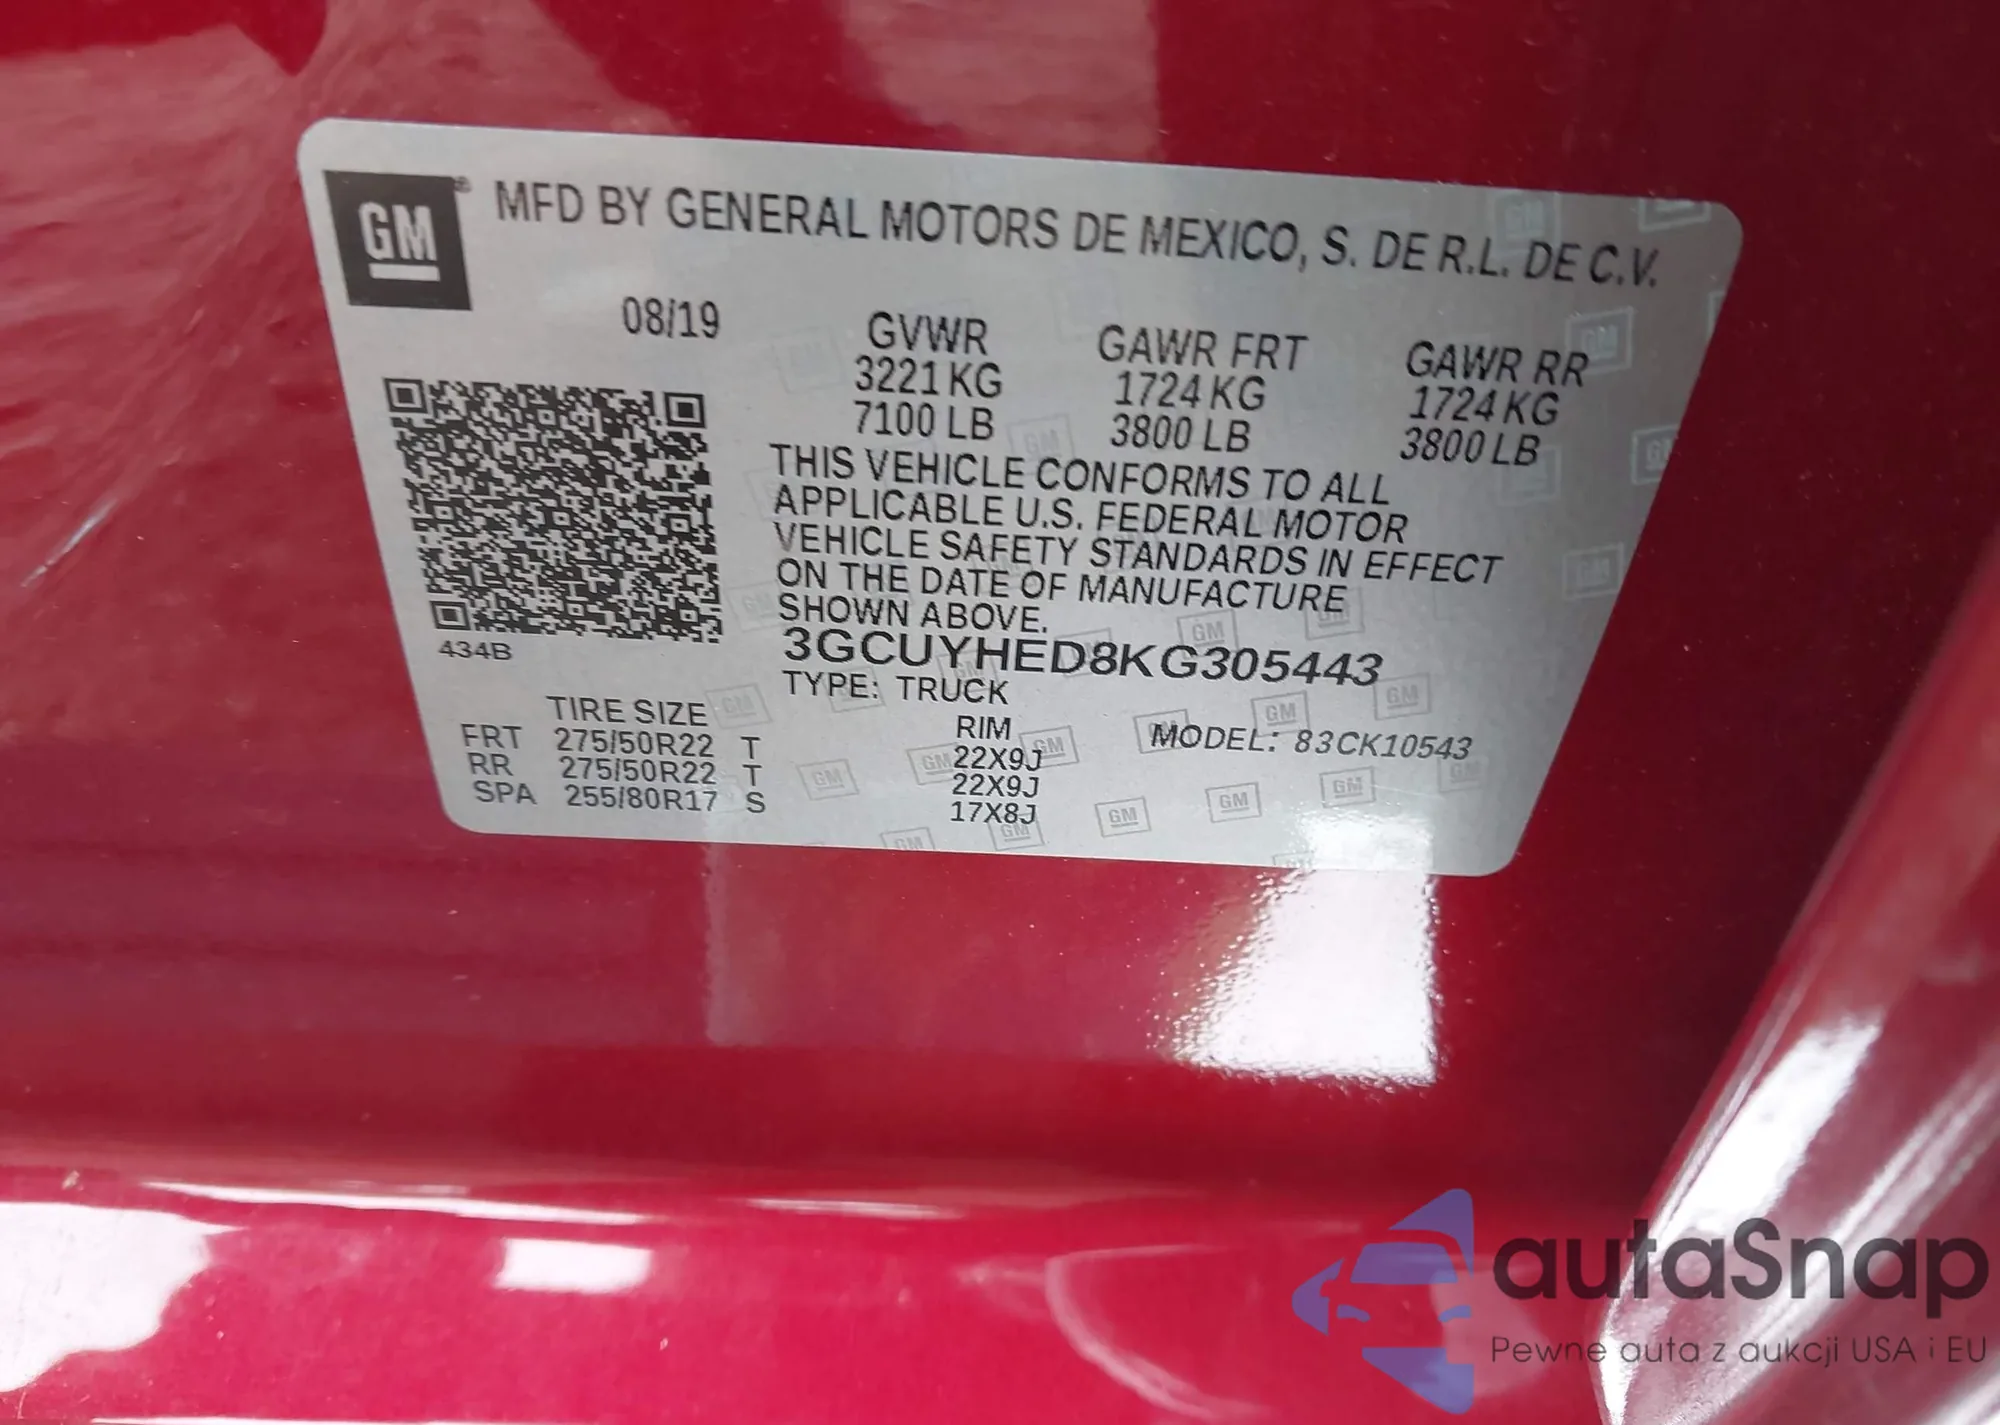 GM
MFD BY GENERAL MOTORS DE MEXICO, S. DE R.L. DE C.V.
08/19
GVWR GAWR FRT GAWR RR
3221 KG 1724 KG 1724 KG
7100 LB 3800 LB 3800 LB
THIS VEHICLE CONFORMS TO ALL
APPLICABLE U.S. FEDERAL MOTOR
VEHICLE SAFETY STANDARDS IN EFFECT
ON THE DATE OF MANUFACTURE
SHOWN ABOVE.
434B
3GCUYHED8KG305443
TYPE: TRUCK
TIRE SIZE RIM MODEL: 83CK10543
FRT 275/50R22 T 22X9J
RR 275/50R22 T 22X9J
SPA 255/80R17 S 17X8J
autaSnap
Pewne auta z aukcji USA i EU